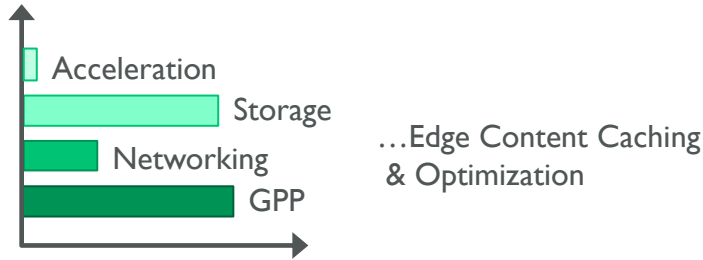 Acceleration
Storage
Networking
GPP
…Edge Content Caching
& Optimization